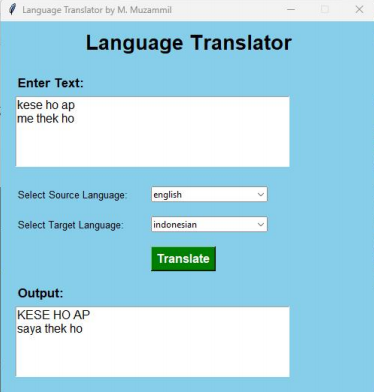 Language Translator by M. Muzammil
Language Translator
Enter Text:
kese ho ap
me thek ho
Select Source Language: english
Select Target Language: indonesian
Translate
Output:
KESE HO AP
saya thek ho